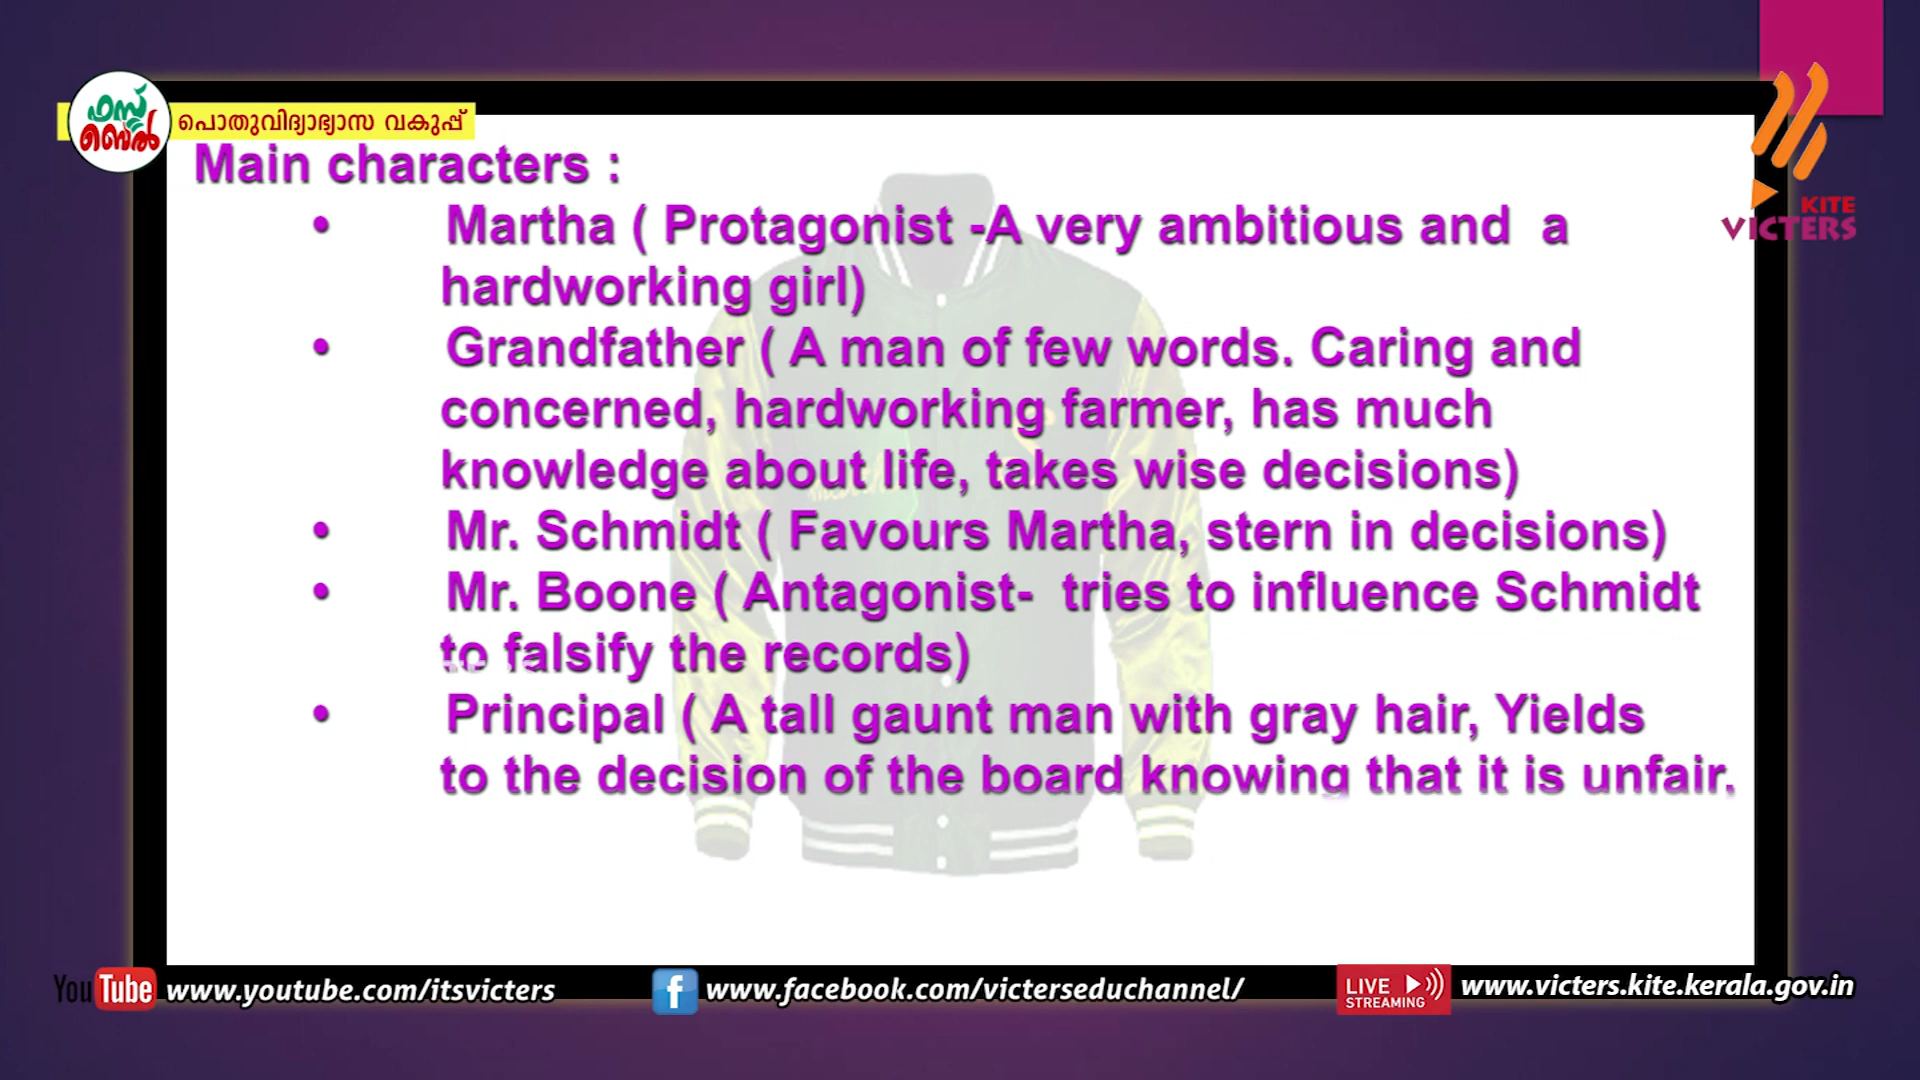 ഫസ്റ്റ്
ബെൽ
പൊതുവിദ്യാഭ്യാസ വകുപ്പ്
KITE
VICTERS
Main characters :
• Martha ( Protagonist -A very ambitious and a
hardworking girl)
• Grandfather ( A man of few words. Caring and
concerned, hardworking farmer, has much
knowledge about life, takes wise decisions)
• Mr. Schmidt ( Favours Martha, stern in decisions)
• Mr. Boone ( Antagonist- tries to influence Schmidt
to falsify the records)
• Principal ( A tall gaunt man with gray hair, Yields
to the decision of the board knowing that it is unfair.
YouTube www.youtube.com/itsvicters
f www.facebook.com/victerseduchannel/
LIVE
STREAMING
www.victers.kite.kerala.gov.in